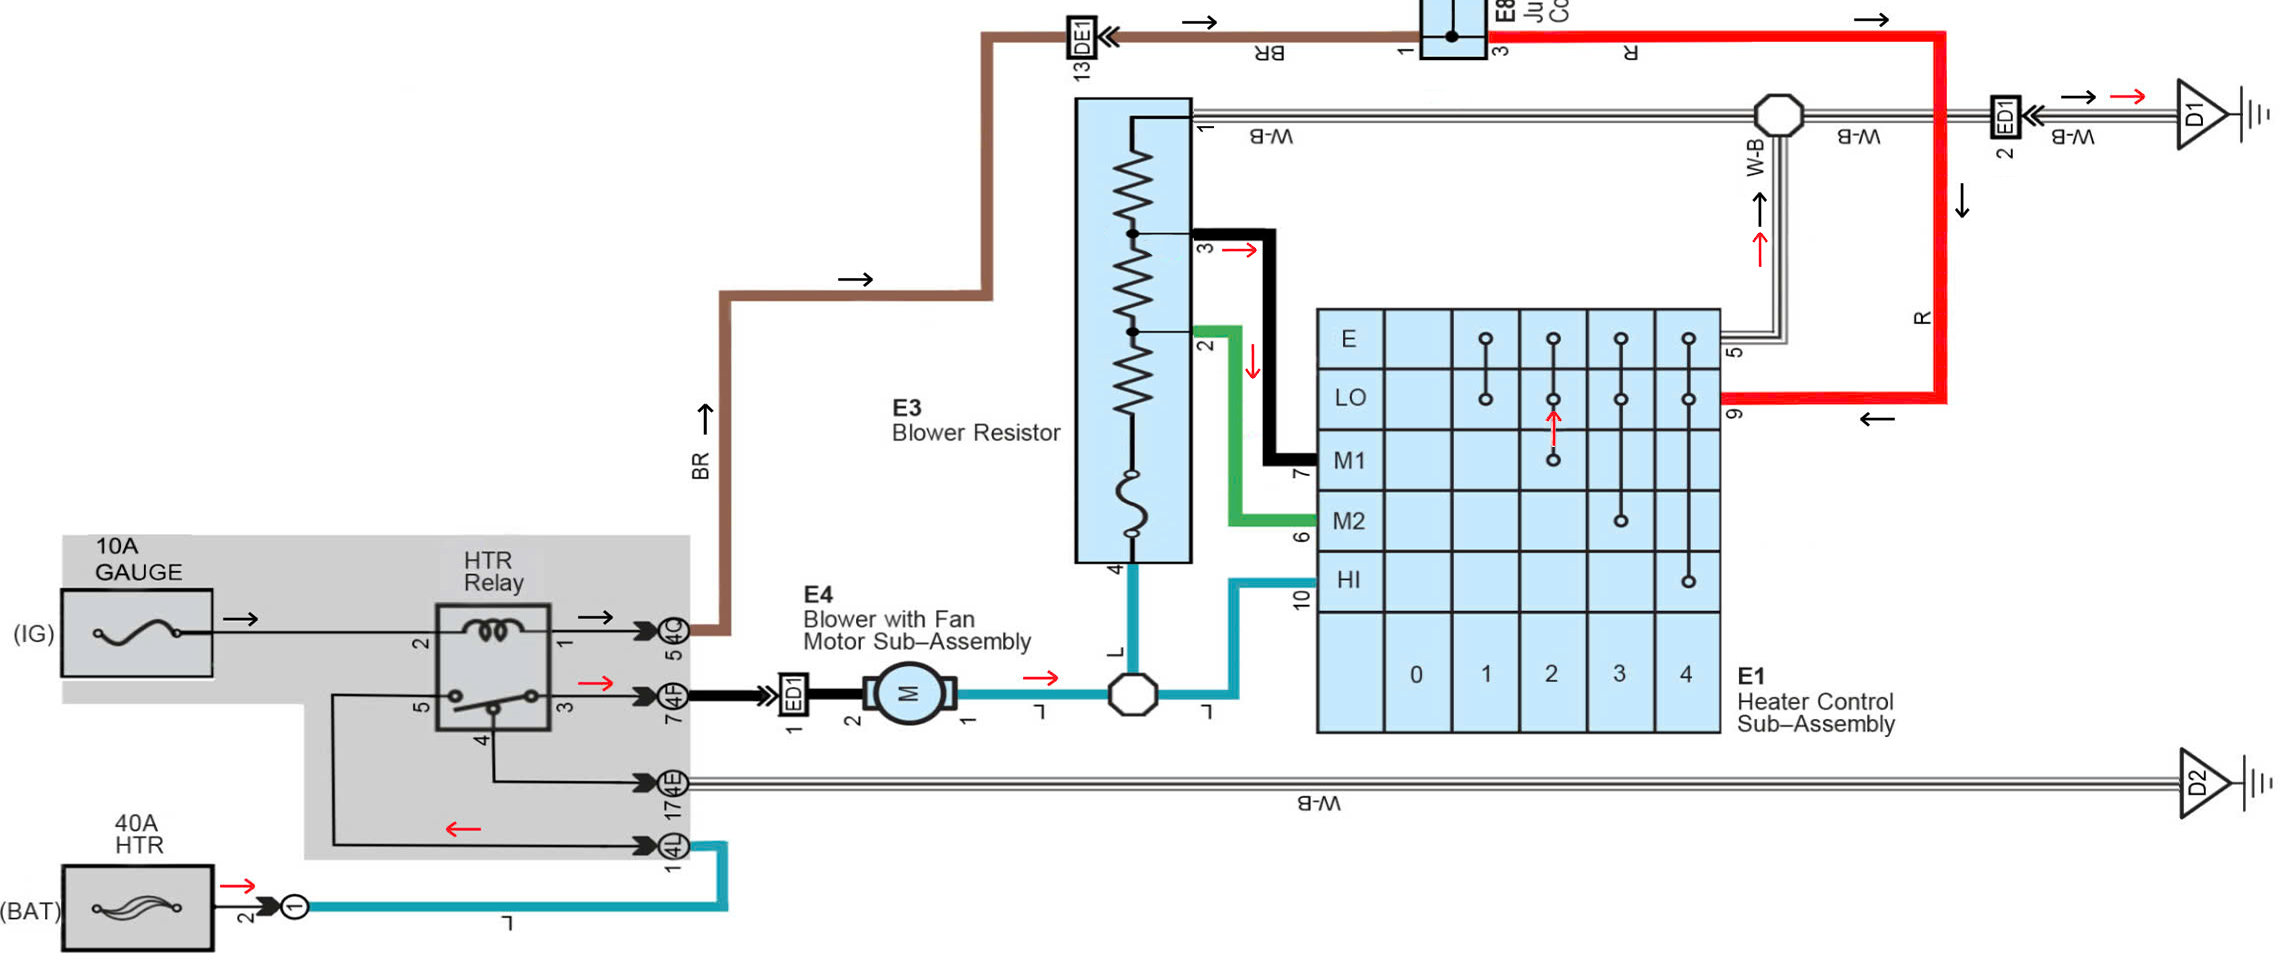 E8
Ju
Co
DE1
13
BR
1
3
R
1
W-B
W-B
W-B
ED1
2
W-B
D1
3
2
R
E
5
LO
9
E3
Blower Resistor
M1
7
BR
M2
6
10A
GAUGE
HTR
Relay
4
HI
10
E4
Blower with Fan
Motor Sub–Assembly
(IG)
2
1
4Q
5
L
0
1
2
3
4
E1
Heater Control
Sub–Assembly
5
3
4F
7
ED1
1
2
M
1
L
L
4
4E
17
W-B
D2
40A
HTR
4L
1
(BAT)
2
1
L